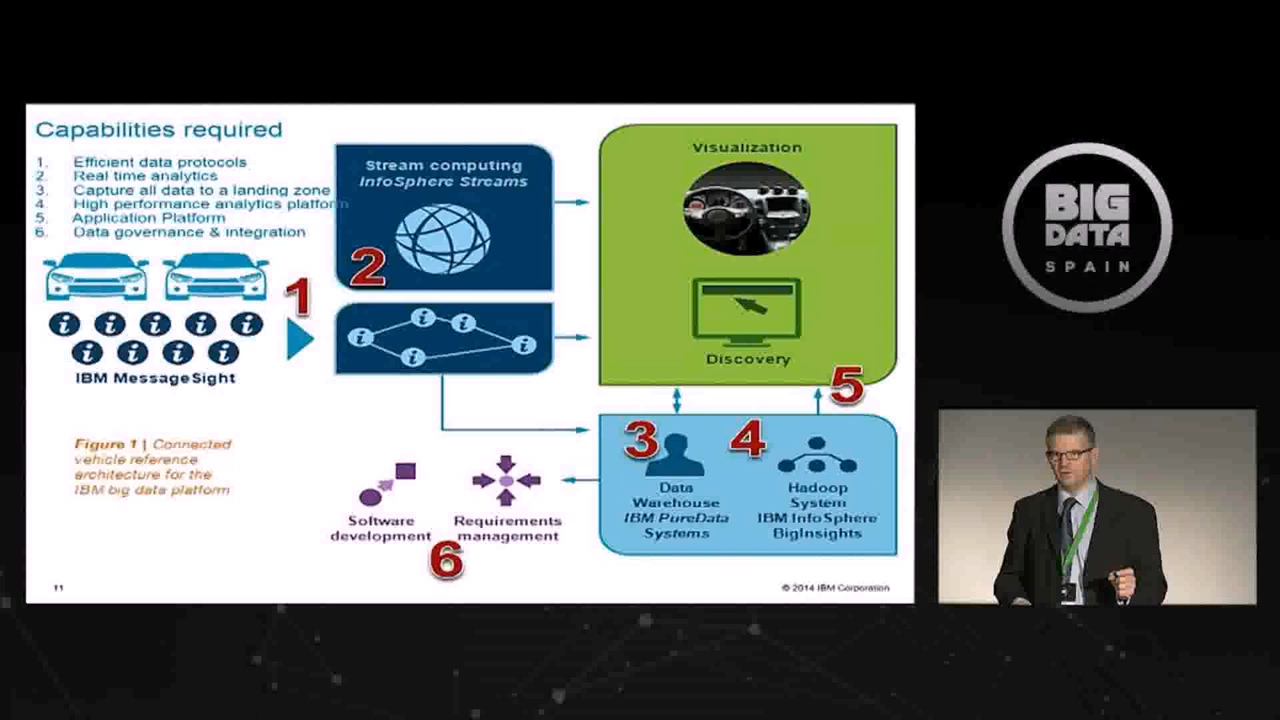 Capabilities required
1. Efficient data protocols
2. Real time analytics
3. Capture all data to a landing zone
4. High performance analytics platform
5. Application Platform
6. Data governance & integration
1
IBM MessageSight
Figure 1 | Connected
vehicle reference
architecture for the
IBM big data platform
Stream computing
InfoSphere Streams
2
Visualization
Discovery
5
3
Data
Warehouse
IBM PureData
Systems
4
Hadoop
System
IBM InfoSphere
BigInsights
Software
development
Requirements
management
6
11
© 2014 IBM Corporation
BIG
DATA
SPAIN